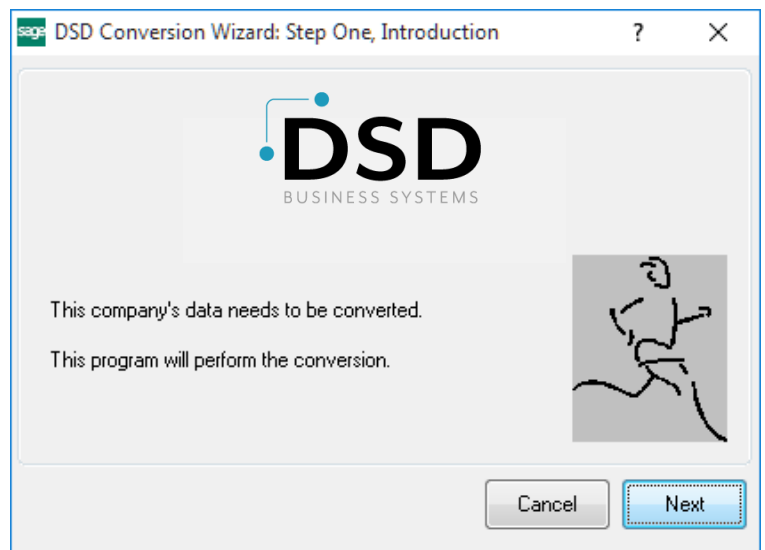 sage DSD Conversion Wizard: Step One, Introduction ?
DSD
BUSINESS SYSTEMS
This company's data needs to be converted.
This program will perform the conversion.
Cancel Next